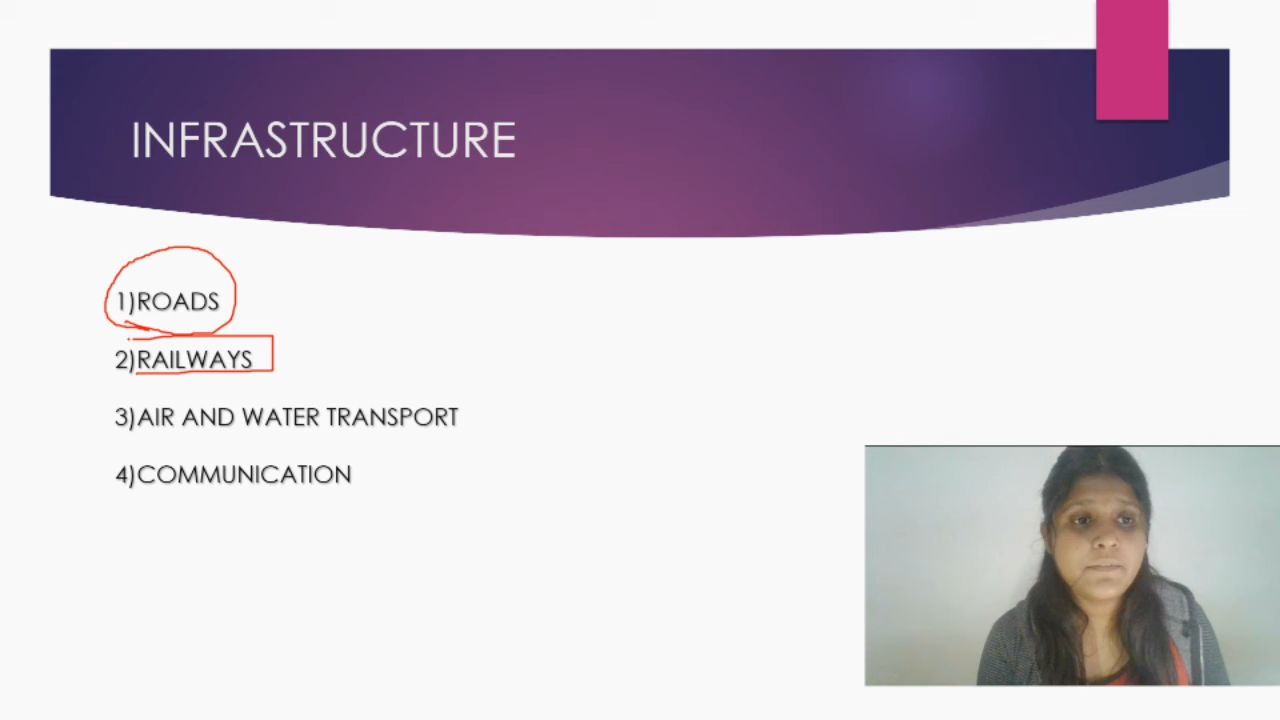 INFRASTRUCTURE
1)ROADS
2)RAILWAYS
3)AIR AND WATER TRANSPORT
4)COMMUNICATION